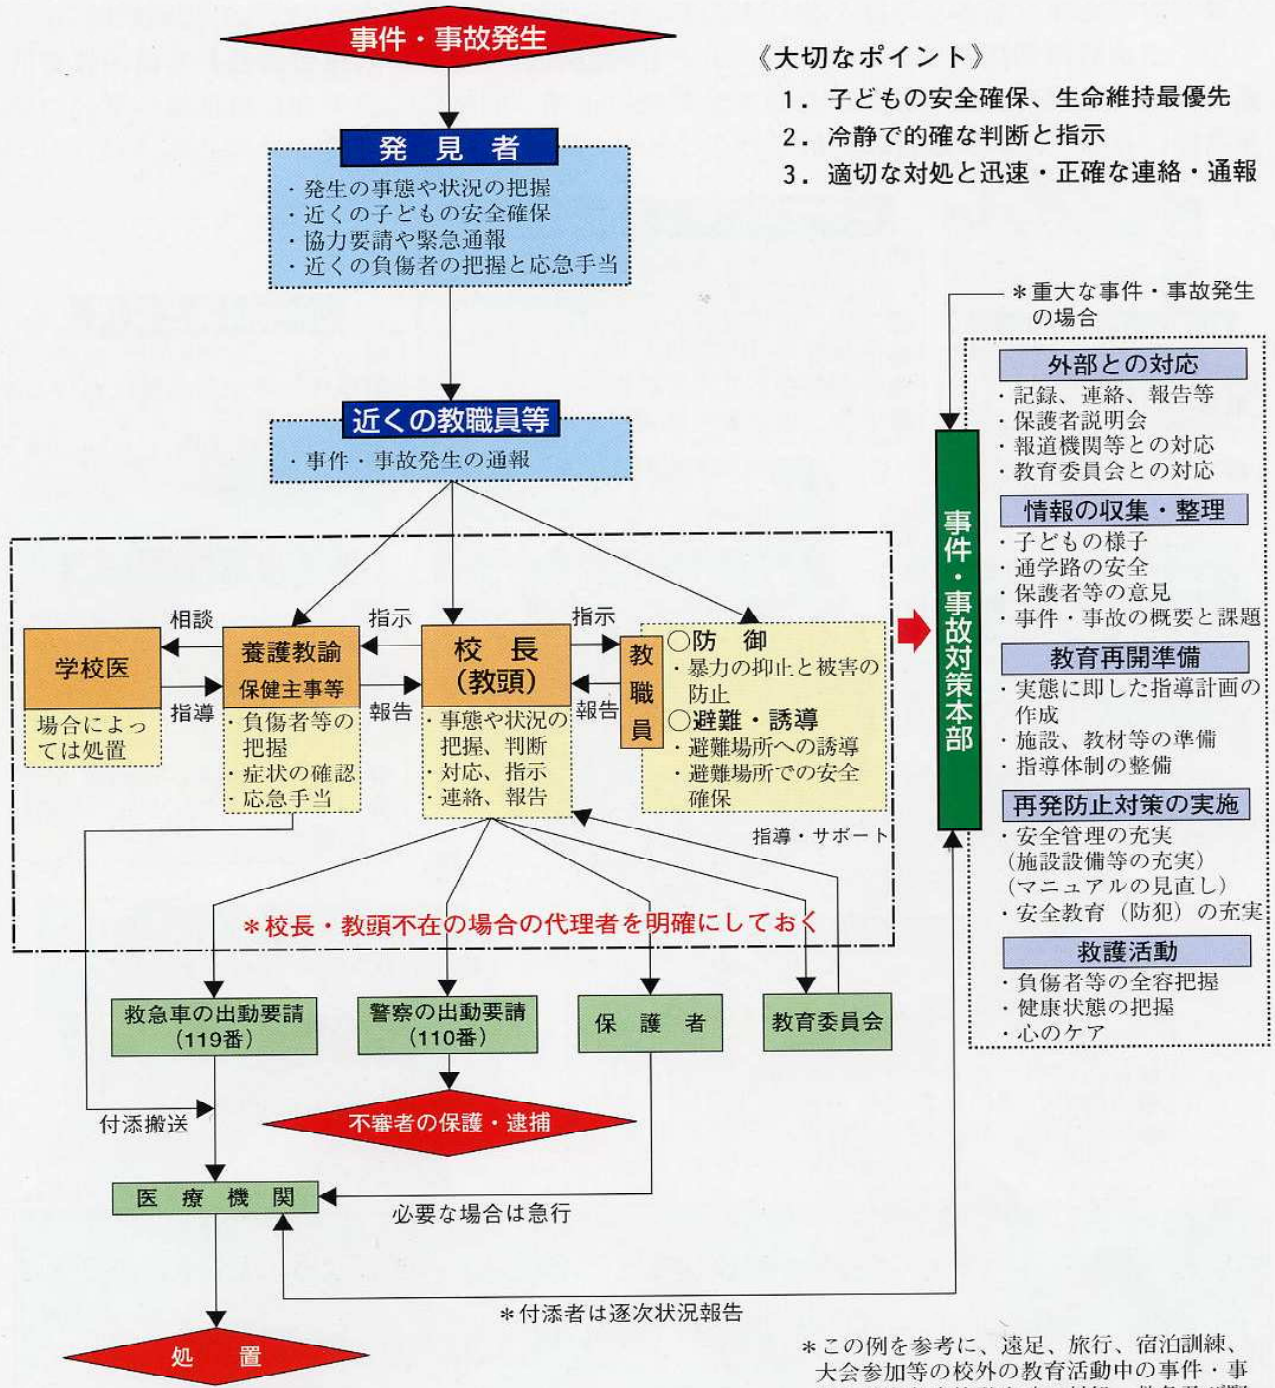 事件・事故発生
《大切なポイント》
1. 子どもの安全確保、生命維持最優先
2. 冷静で的確な判断と指示
3. 適切な対処と迅速・正確な連絡・通報
発見者
・発生の事態や状況の把握
・近くの子どもの安全確保
・協力要請や緊急通報
・近くの負傷者の把握と応急手当
近くの教職員等
・事件・事故発生の通報
相談
指示
指示
学校医
養護教諭
保健主事等
校長
(教頭)
教職員
指導
報告
報告
場合によっ
ては処置
・負傷者等の
把握
・症状の確認
・応急手当
・事態や状況の
把握、判断
・対応、指示
・連絡、報告
○防御
・暴力の抑止と被害の
防止
○避難・誘導
・避難場所への誘導
・避難場所での安全
確保
指導・サポート
*校長・教頭不在の場合の代理者を明確にしておく
救急車の出動要請
(119番)
警察の出動要請
(110番)
保護者
教育委員会
付添搬送
不審者の保護・逮捕
医療機関
必要な場合は急行
*付添者は逐次状況報告
処置
*重大な事件・事故発生
の場合
事件・事故対策本部
外部との対応
・記録、連絡、報告等
・保護者説明会
・報道機関等との対応
・教育委員会との対応
情報の収集・整理
・子どもの様子
・通学路の安全
・保護者等の意見
・事件・事故の概要と課題
教育再開準備
・実態に即した指導計画の
作成
・施設、教材等の準備
・指導体制の整備
再発防止対策の実施
・安全管理の充実
(施設設備等の充実)
(マニュアルの見直し)
・安全教育(防犯)の充実
救護活動
・負傷者等の全容把握
・健康状態の把握
・心のケア
*この例を参考に、遠足、旅行、宿泊訓練、
大会参加等の校外の教育活動中の事件・事